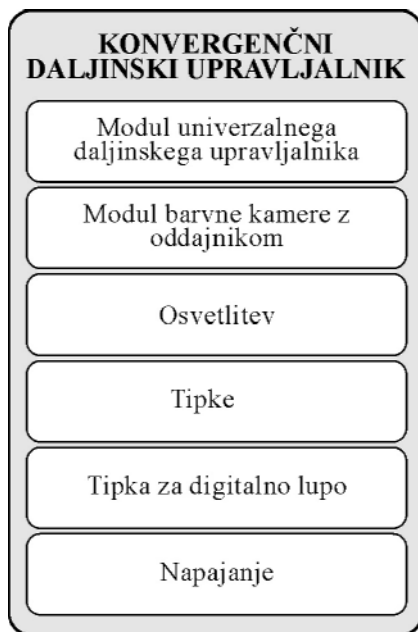 KONVERGENČNI
DALJINSKI UPRAVLJALNIK
Modul univerzalnega
daljinskega upravljalnika
Modul barvne kamere z
oddajnikom
Osvetlitev
Tipke
Tipka za digitalno lupo
Napajanje